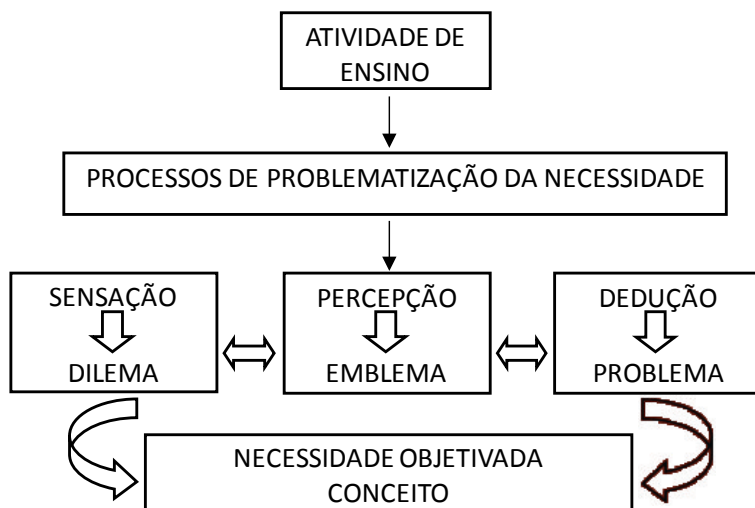 ATIVIDADE DE
ENSINO
PROCESSOS DE PROBLEMATIZAÇÃO DA NECESSIDADE
SENSAÇÃO
DILEMA
PERCEPÇÃO
EMBLEMA
DEDUÇÃO
PROBLEMA
NECESSIDADE OBJETIVADA
CONCEITO